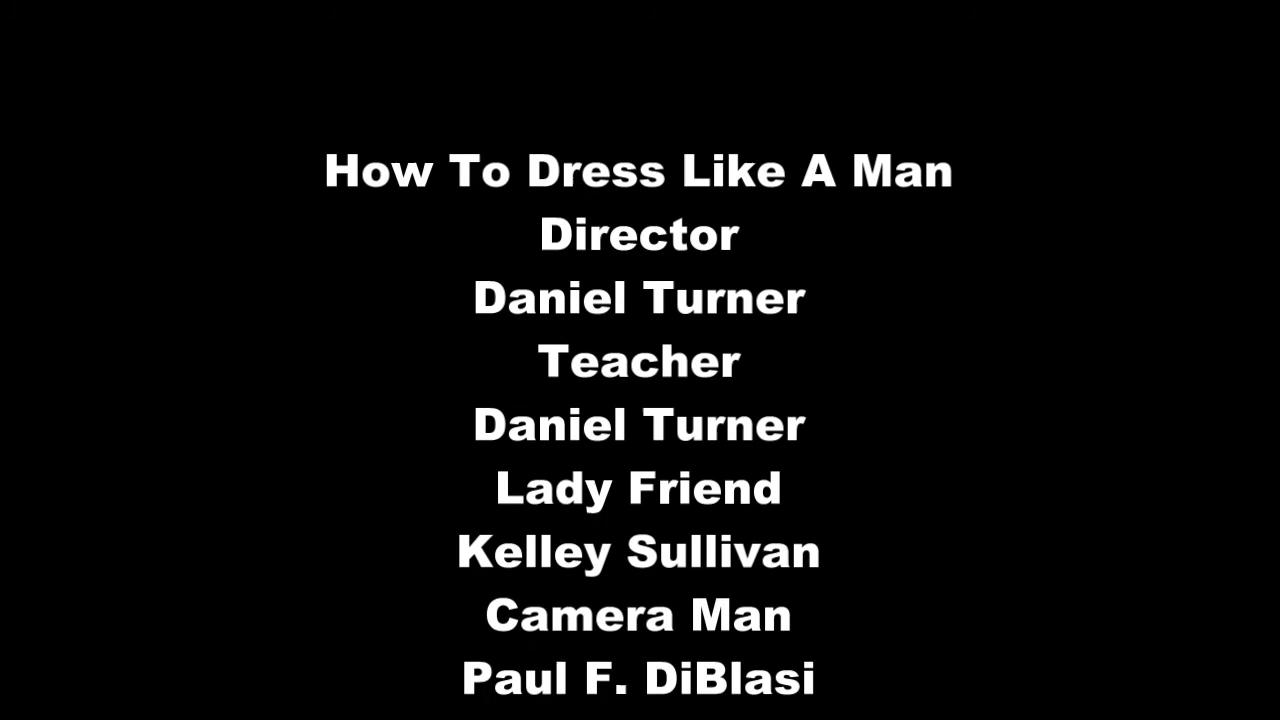 How To Dress Like A Man
Director
Daniel Turner
Teacher
Daniel Turner
Lady Friend
Kelley Sullivan
Camera Man
Paul F. DiBlasi